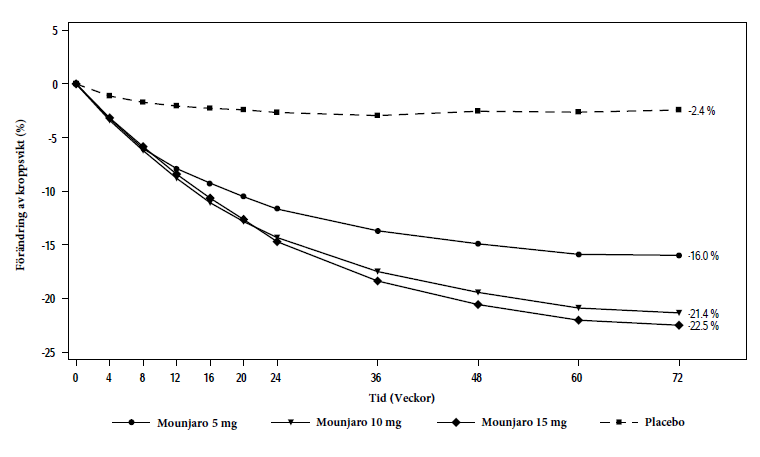 5
0
-5
-10
-15
-20
-25
Förändring av kroppsvikt (%)
-2.4 %
-16.0 %
-21.4 %
-22.5 %
0 4 8 12 16 20 24 36 48 60 72
Tid (Veckor)
Mounjaro 5 mg Mounjaro 10 mg Mounjaro 15 mg Placebo